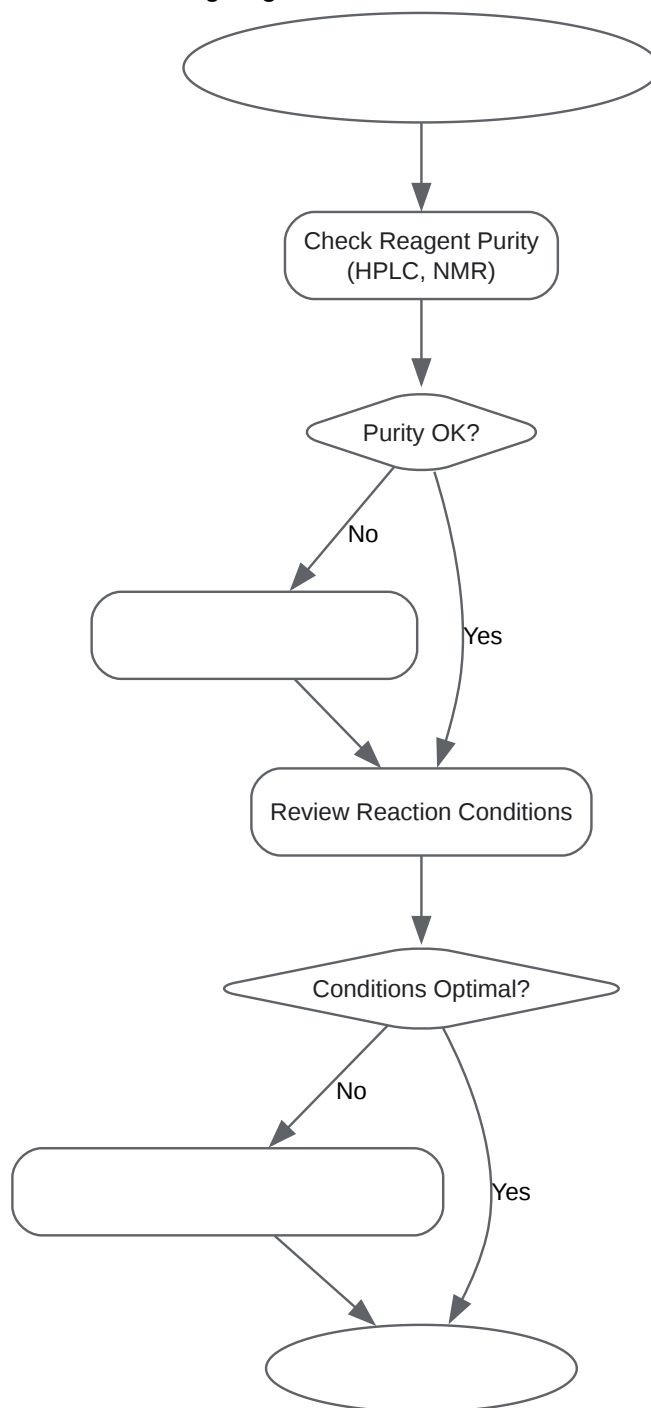 Check Reagent Purity
(HPLC, NMR)
Purity OK?
No
Yes
Review Reaction Conditions
Conditions Optimal?
No
Yes